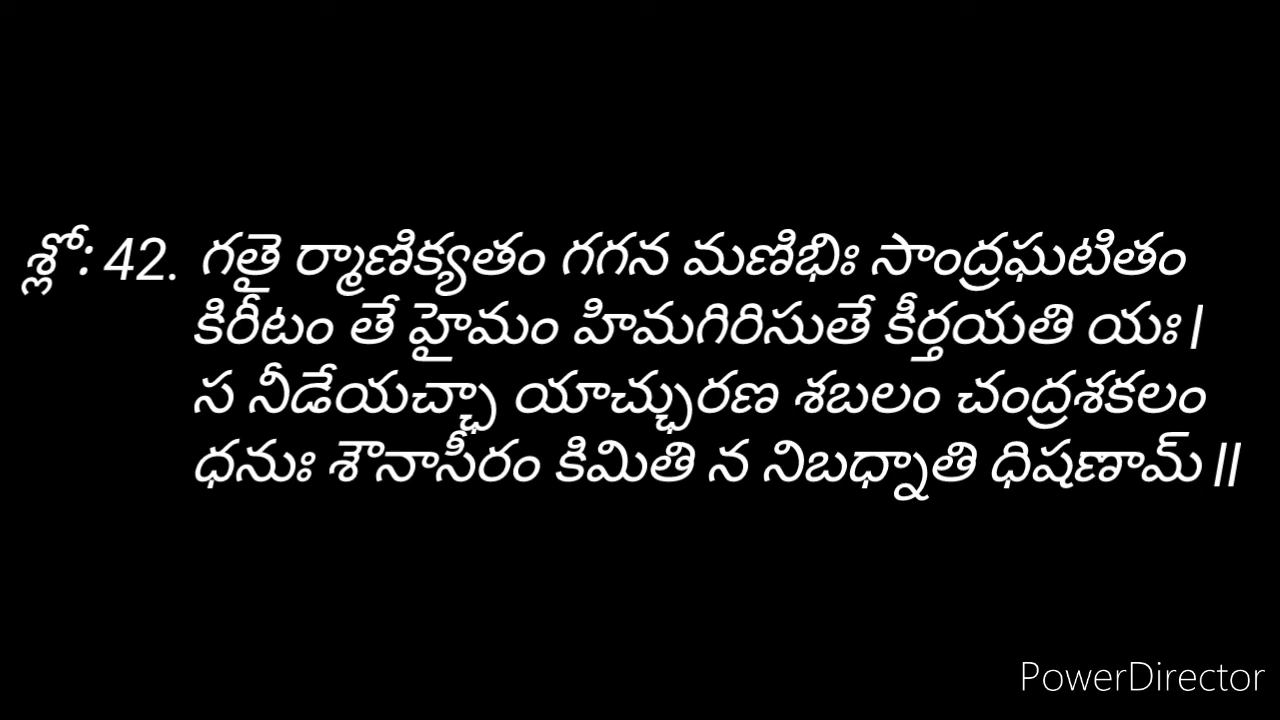 శ్లో: 42. గతై ర్మాణిక్యతం గగన మణిభిః సాంద్రఘటితం
కిరీటం తే హైమం హిమగిరిసుతే కీర్తయతి యః।
స నీడేయచ్ఛా యాచ్ఛురణ శబలం చంద్రశకలం
ధనుః శౌనాసీరం కిమితి న నిబధ్నాతి ధిషణామ్॥
PowerDirector